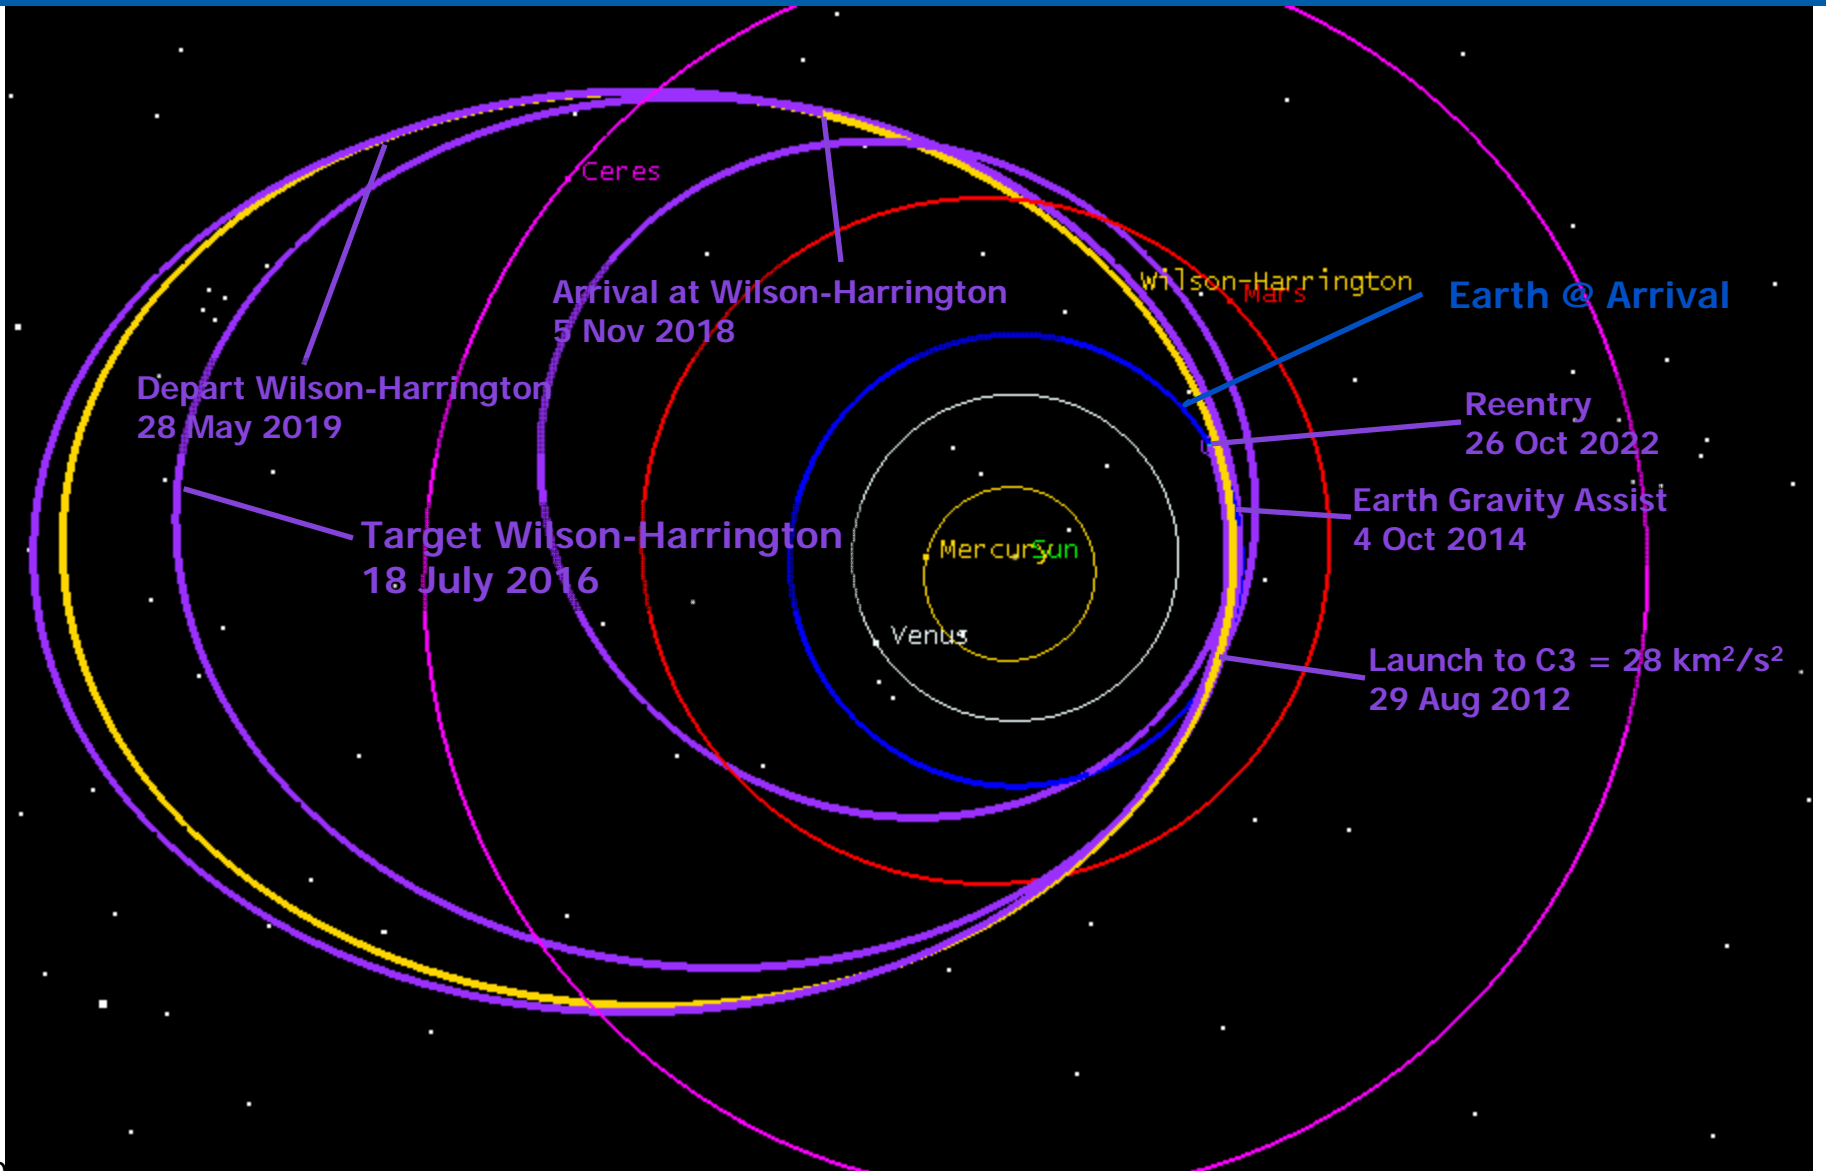 Ceres
Wilson-Harrington
Mars
Earth @ Arrival
Arrival at Wilson-Harrington
5 Nov 2018
Depart Wilson-Harrington
28 May 2019
Reentry
26 Oct 2022
Earth Gravity Assist
4 Oct 2014
Target Wilson-Harrington
18 July 2016
Mercury
Sun
Venus
Launch to C3 = 28 km²/s²
29 Aug 2012